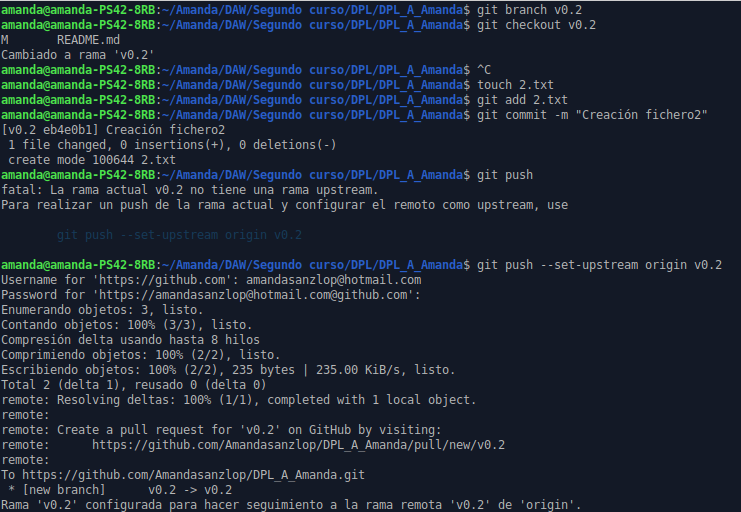 amanda@amanda-PS42-8RB:~/Amanda/DAW/Segundo curso/DPL/DPL_A_Amanda$ git branch v0.2
amanda@amanda-PS42-8RB:~/Amanda/DAW/Segundo curso/DPL/DPL_A_Amanda$ git checkout v0.2
M       README.md
Cambiado a rama 'v0.2'
amanda@amanda-PS42-8RB:~/Amanda/DAW/Segundo curso/DPL/DPL_A_Amanda$ ^C
amanda@amanda-PS42-8RB:~/Amanda/DAW/Segundo curso/DPL/DPL_A_Amanda$ touch 2.txt
amanda@amanda-PS42-8RB:~/Amanda/DAW/Segundo curso/DPL/DPL_A_Amanda$ git add 2.txt
amanda@amanda-PS42-8RB:~/Amanda/DAW/Segundo curso/DPL/DPL_A_Amanda$ git commit -m "Creación fichero2"
[v0.2 eb4e0b1] Creación fichero2
 1 file changed, 0 insertions(+), 0 deletions(-)
 create mode 100644 2.txt
amanda@amanda-PS42-8RB:~/Amanda/DAW/Segundo curso/DPL/DPL_A_Amanda$ git push
fatal: La rama actual v0.2 no tiene una rama upstream.
Para realizar un push de la rama actual y configurar el remoto como upstream, use
        git push --set-upstream origin v0.2
amanda@amanda-PS42-8RB:~/Amanda/DAW/Segundo curso/DPL/DPL_A_Amanda$ git push --set-upstream origin v0.2
Username for 'https://github.com': amandasanzlop@hotmail.com
Password for 'https://amandasanzlop@hotmail.com@github.com':
Enumerando objetos: 3, listo.
Contando objetos: 100% (3/3), listo.
Compresión delta usando hasta 8 hilos
Comprimiendo objetos: 100% (2/2), listo.
Escribiendo objetos: 100% (2/2), 235 bytes | 235.00 KiB/s, listo.
Total 2 (delta 1), reusado 0 (delta 0)
remote: Resolving deltas: 100% (1/1), completed with 1 local object.
remote:
remote: Create a pull request for 'v0.2' on GitHub by visiting:
remote:      https://github.com/Amandasanzlop/DPL_A_Amanda/pull/new/v0.2
remote:
To https://github.com/Amandasanzlop/DPL_A_Amanda.git
 * [new branch]      v0.2 -> v0.2
Rama 'v0.2' configurada para hacer seguimiento a la rama remota 'v0.2' de 'origin'.